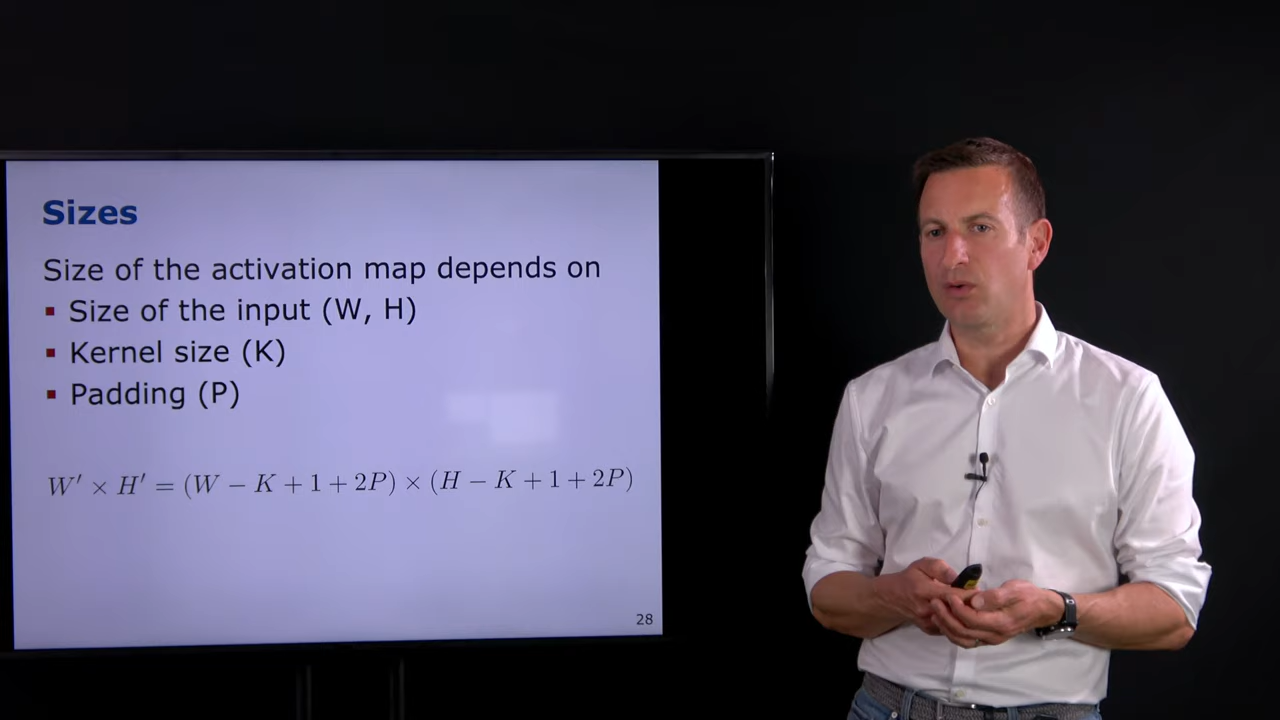 Sizes
Size of the activation map depends on
▪ Size of the input (W, H)
▪ Kernel size (K)
▪ Padding (P)
W′ × H′ = (W − K + 1 + 2P) × (H − K + 1 + 2P)
28